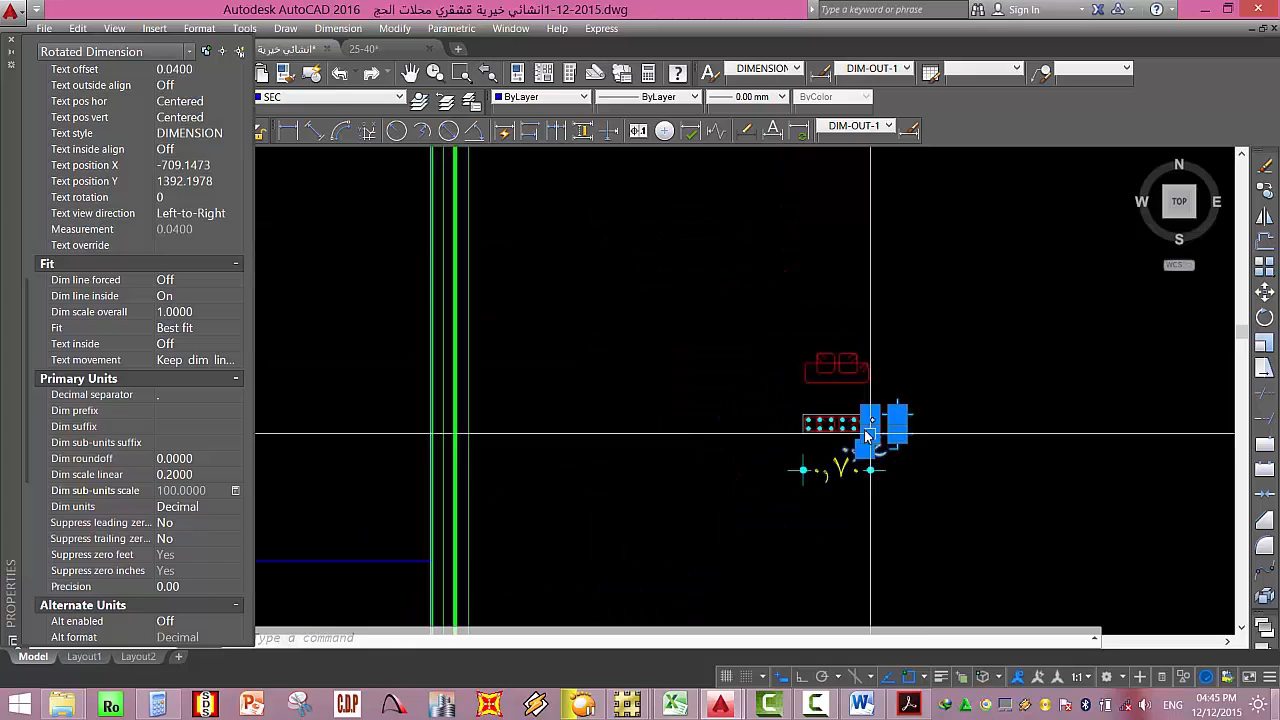 Autodesk AutoCAD 2016 انشائي خيرية قشقري محلات الحج1-12-2015.dwg
Type a keyword or phrase
Sign In
File Edit View Insert Format Tools Draw Dimension Modify Parametric Window Help Express
Rotated Dimension
انشائي خيرية*
25-40*
Text offset 0.0400
DIMENSION
DIM-OUT-1
Text outside align Off
SEC
ByLayer
ByLayer
0.00 mm
ByColor
Text pos hor Centered
Text pos vert Centered
DIM-OUT-1
Text style DIMENSION
Text inside align Off
Text position X -709.1473
Text position Y 1392.1978
Text rotation 0
Text view direction Left-to-Right
Measurement 0.0400
Text override
N
W TOP E
S
WCS
Fit
Dim line forced Off
Dim line inside On
Dim scale overall 1.0000
Fit Best fit
Text inside Off
Text movement Keep dim lin...
Primary Units
Decimal separator .
Dim prefix
Dim suffix
Dim sub-units suffix
Dim roundoff 0.0000
Dim scale linear 0.2000
Dim sub-units scale 100.0000
Dim units Decimal
Suppress leading zer... No
Suppress trailing zer... No
Suppress zero feet Yes
Suppress zero inches Yes
Precision 0.00
Alternate Units
Alt enabled Off
Alt format Decimal
٠,٧٠
PROPERTIES
Type a command
Model Layout1 Layout2 +
1:1
Ro
SDS
C.D.P
ENG
04:45 PM
12/12/2015